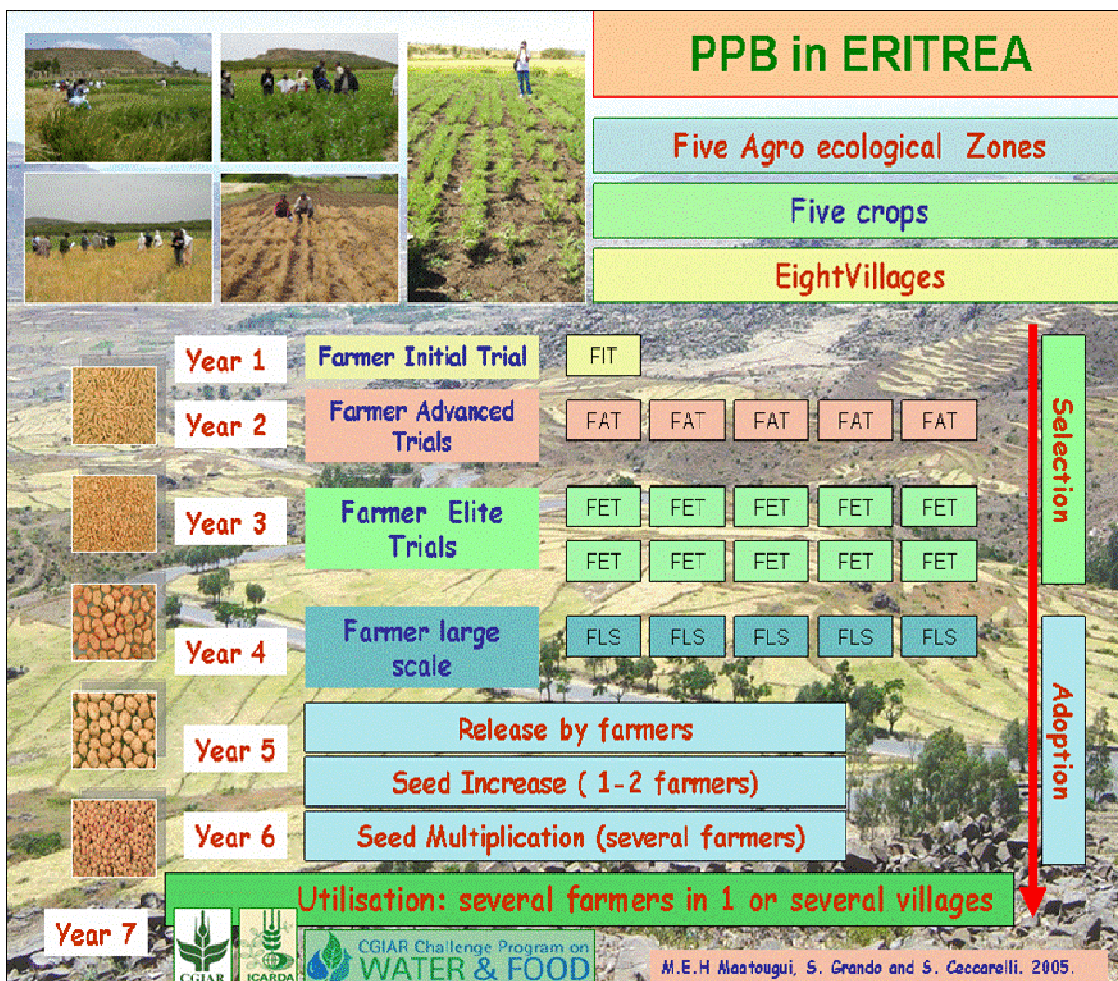 PPB in ERITREA
Five Agro ecological Zones
Five crops
EightVillages
Year 1
Farmer Initial Trial
FIT
Year 2
Farmer Advanced
Trials
FAT FAT FAT FAT FAT
Year 3
Farmer Elite
Trials
FET FET FET FET FET
FET FET FET FET FET
Selection
Year 4
Farmer large
scale
FLS FLS FLS FLS FLS
Year 5
Release by farmers
Seed Increase ( 1-2 farmers)
Year 6
Seed Multiplication (several farmers)
Adoption
Utilisation: several farmers in 1 or several villages
Year 7
CGIAR
ICARDA
CGIAR Challenge Program on
WATER & FOOD
M.E.H Maatougui, S. Grando and S. Ceccarelli. 2005.